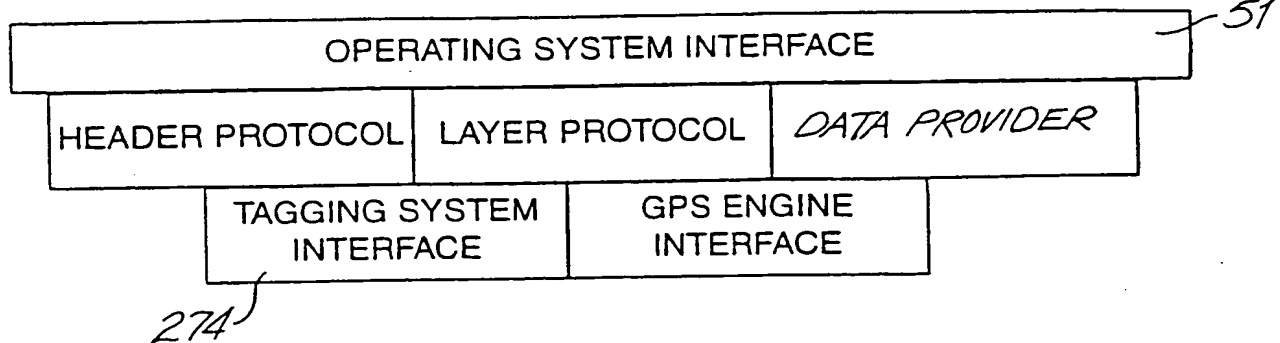 51
OPERATING SYSTEM INTERFACE
HEADER PROTOCOL LAYER PROTOCOL DATA PROVIDER
TAGGING SYSTEM INTERFACE
GPS ENGINE INTERFACE
274